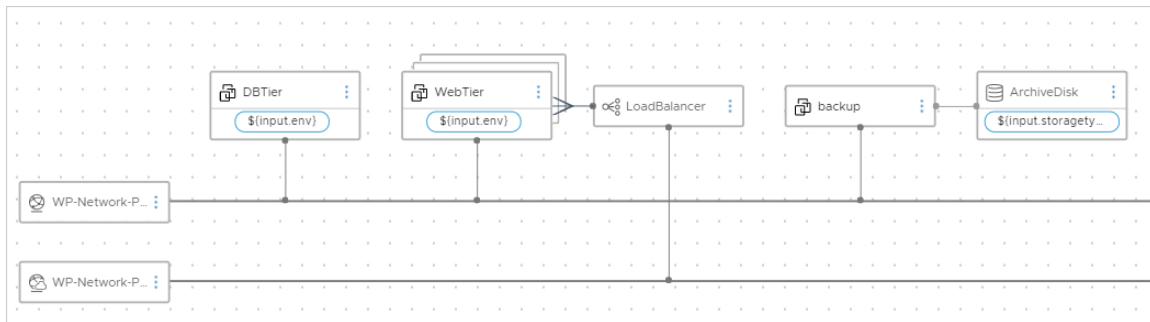 DBTier
${input.env}
WebTier
${input.env}
LoadBalancer
backup
ArchiveDisk
${input.storagety...
WP-Network-P...
WP-Network-P...